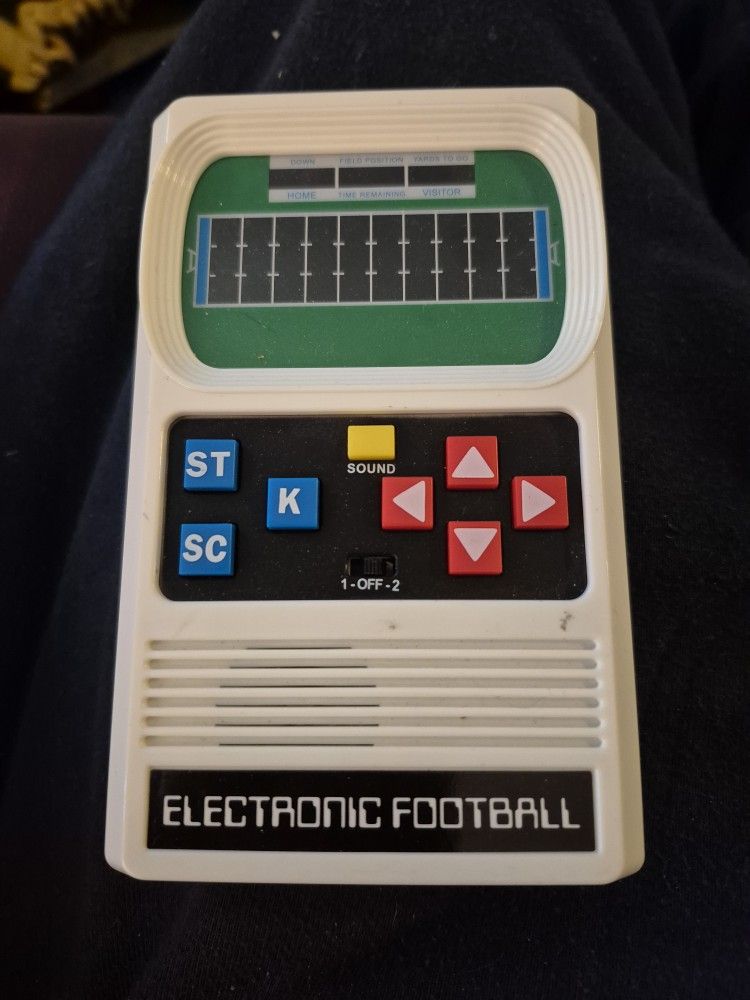 DOWN FIELD POSITION YARDS TO GO
HOME TIME REMAINING VISITOR
SOUND
ST
K
SC
1-OFF-2
ELECTRONIC FOOTBALL